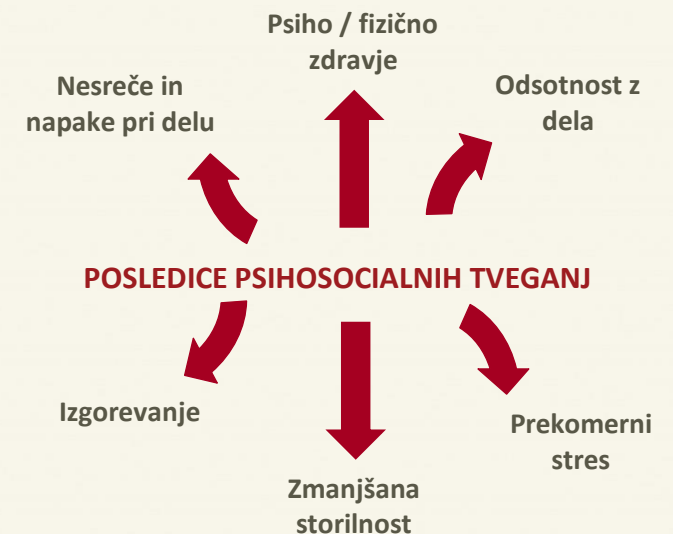 Psiho / fizično
zdravje
Nesreče in
napake pri delu
Odsotnost z
dela
POSLEDICE PSIHOSOCIALNIH TVEGANJ
Izgorevanje
Prekomerni
stres
Zmanjšana
storilnost